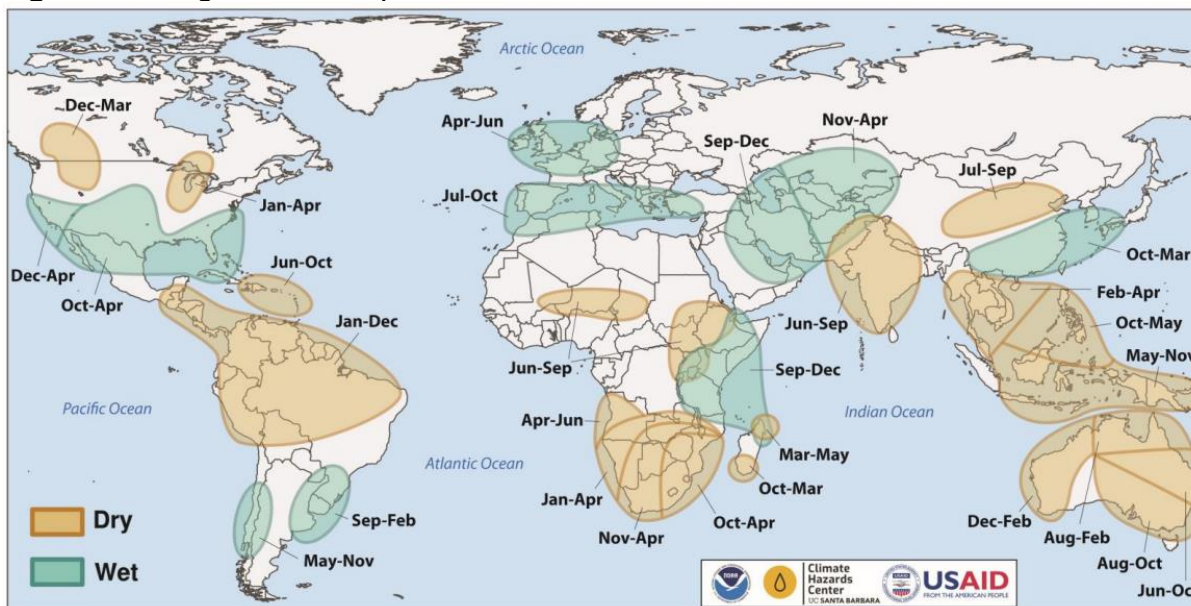 Arctic Ocean
Dec-Mar
Apr-Jun
Nov-Apr
Sep-Dec
Jul-Sep
Jan-Apr
Jul-Oct
Dec-Apr
Jun-Oct
Oct-Mar
Oct-Apr
Feb-Apr
Jan-Dec
Jun-Sep
Oct-May
Jun-Sep
Sep-Dec
May-Nov
Pacific Ocean
Apr-Jun
Indian Ocean
Mar-May
Atlantic Ocean
Jan-Apr
Oct-Mar
Dry
Sep-Feb
Nov-Apr
Oct-Apr
Dec-Feb
Aug-Feb
Wet
May-Nov
Aug-Oct
NOAA
Climate
Hazards
Center
UC SANTA BARBARA
USAID
USAID
FROM THE AMERICAN PEOPLE
Jun-Oc